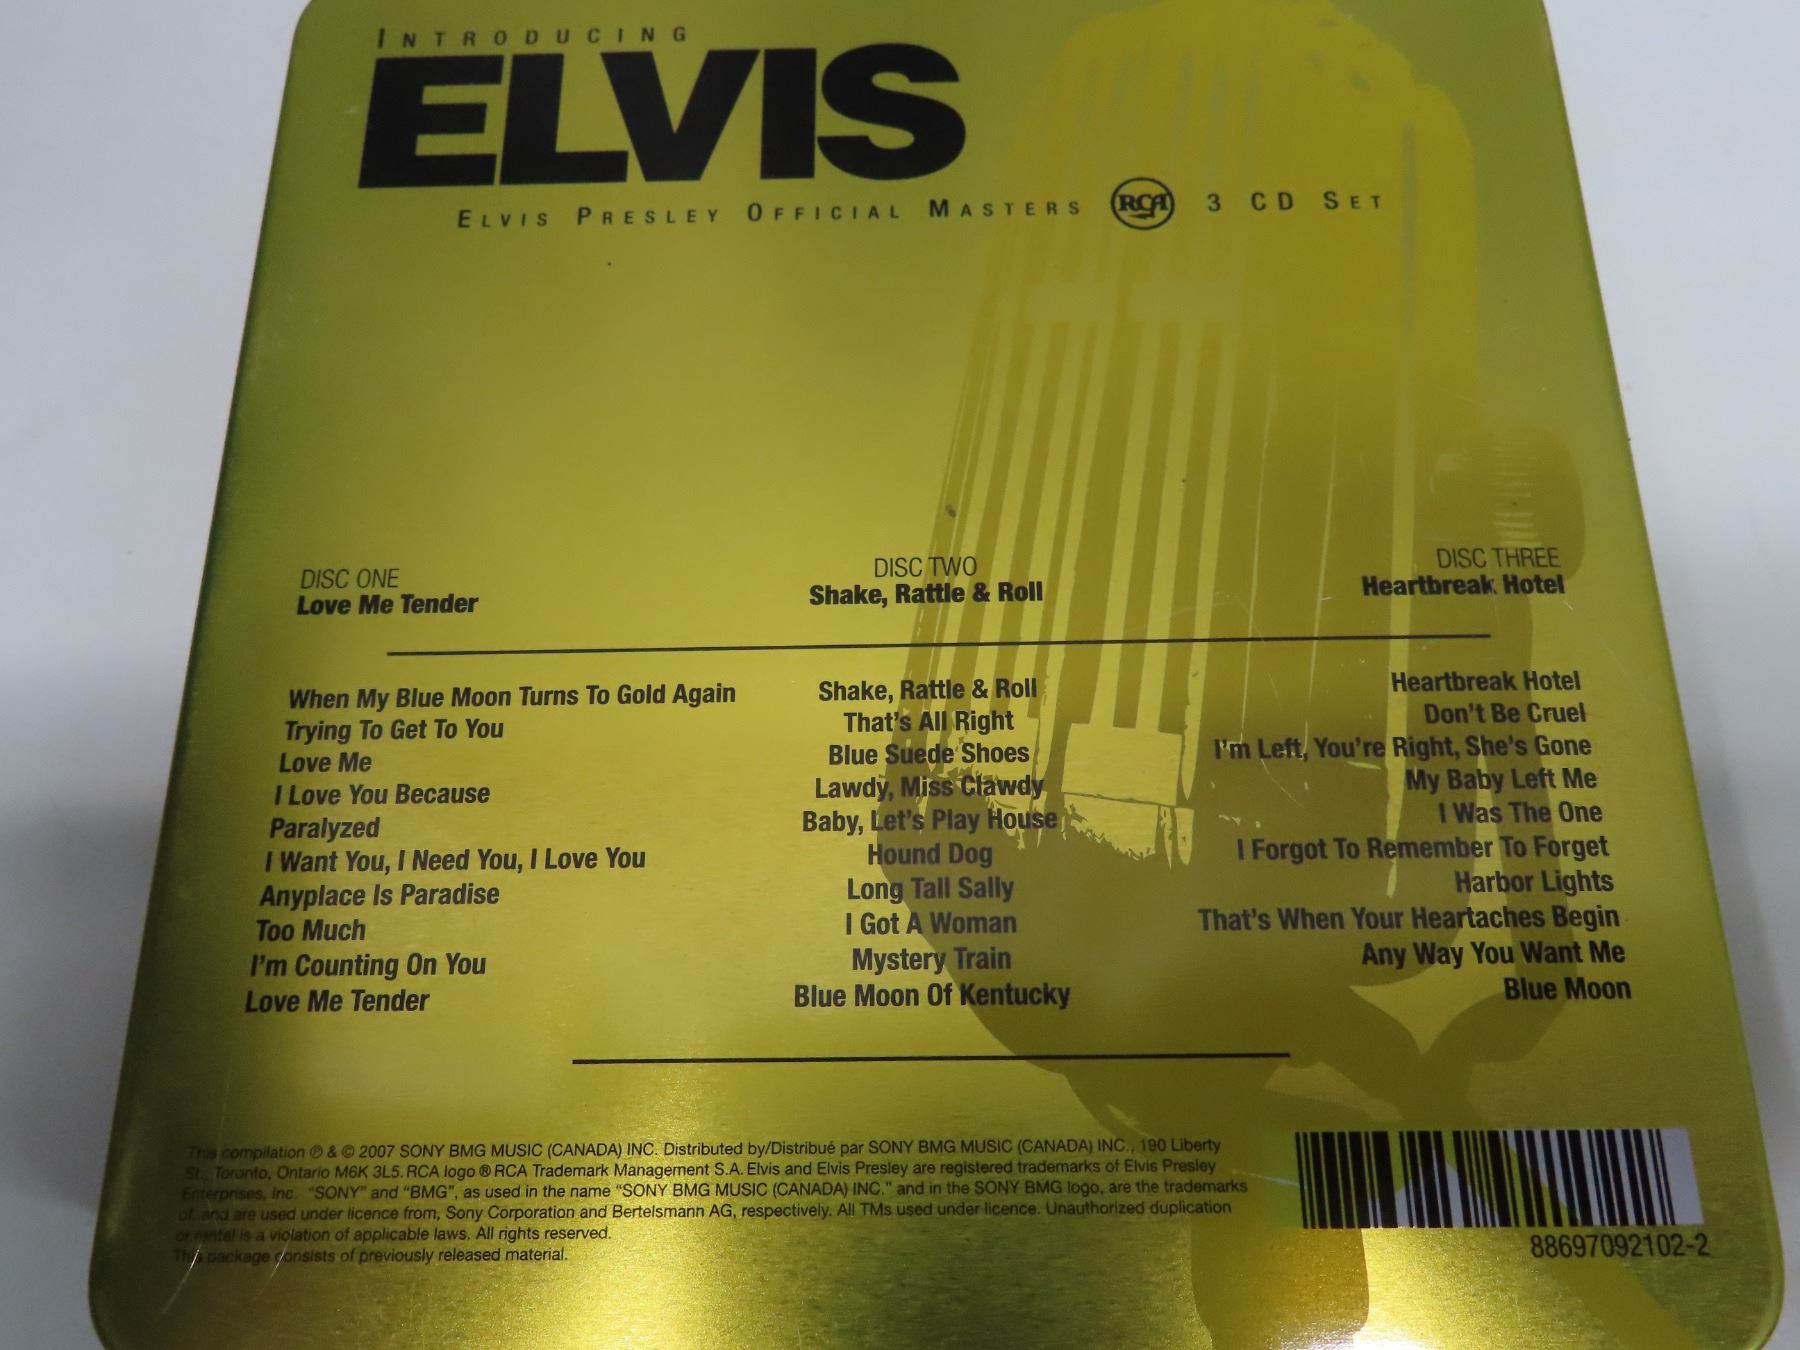 INTRODUCING
ELVIS
ELVIS PRESLEY OFFICIAL MASTERS RCA 3 CD SET
DISC ONE
Love Me Tender
When My Blue Moon Turns To Gold Again
Trying To Get To You
Love Me
I Love You Because
Paralyzed
I Want You, I Need You, I Love You
Anyplace Is Paradise
Too Much
I'm Counting On You
Love Me Tender
DISC TWO
Shake, Rattle & Roll
Shake, Rattle & Roll
That's All Right
Blue Suede Shoes
Lawdy, Miss Clawdy
Baby, Let's Play House
Hound Dog
Long Tall Sally
I Got A Woman
Mystery Train
Blue Moon Of Kentucky
DISC THREE
Heartbreak Hotel
Heartbreak Hotel
Don't Be Cruel
I'm Left, You're Right, She's Gone
My Baby Left Me
I Was The One
I Forgot To Remember To Forget
Harbor Lights
That's When Your Heartaches Begin
Any Way You Want Me
Blue Moon
This compilation ℗ & © 2007 SONY BMG MUSIC (CANADA) INC. Distributed by/Distribué par SONY BMG MUSIC (CANADA) INC., 190 Liberty
St., Toronto, Ontario M6K 3L5. RCA logo ® RCA Trademark Management S.A. Elvis and Elvis Presley are registered trademarks of Elvis Presley
Enterprises, Inc. "SONY" and "BMG", as used in the name "SONY BMG MUSIC (CANADA) INC." and in the SONY BMG logo, are the trademarks
of, and are used under licence from, Sony Corporation and Bertelsmann AG, respectively. All TMs used under licence. Unauthorized duplication
or rental is a violation of applicable laws. All rights reserved.
This package consists of previously released material.
88697092102-2